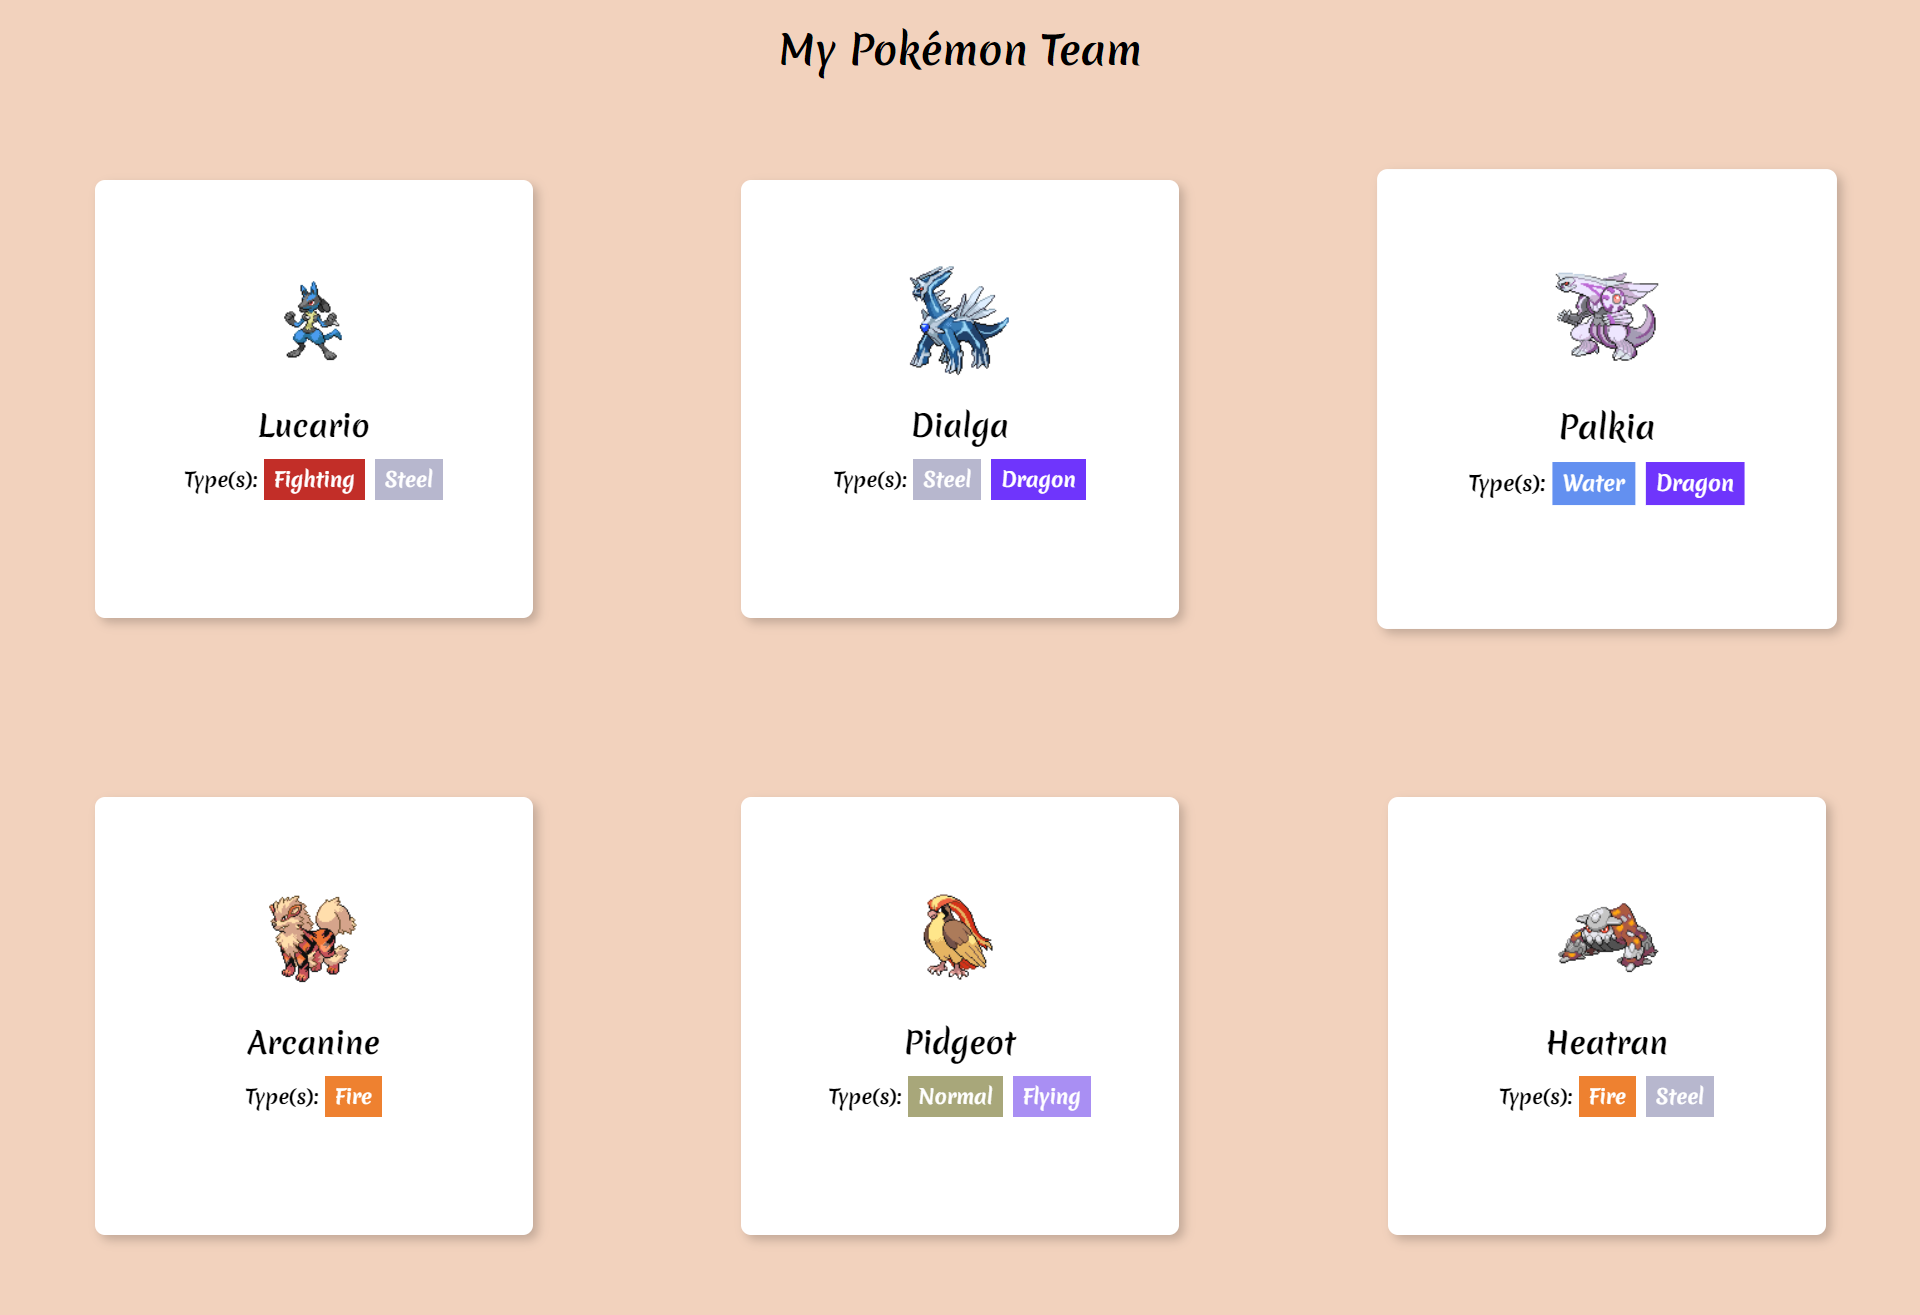 My Pokémon Team
Lucario
Type(s): Fighting Steel
Dialga
Type(s): Steel Dragon
Palkia
Type(s): Water Dragon
Arcanine
Type(s): Fire
Pidgeot
Type(s): Normal Flying
Heatran
Type(s): Fire Steel